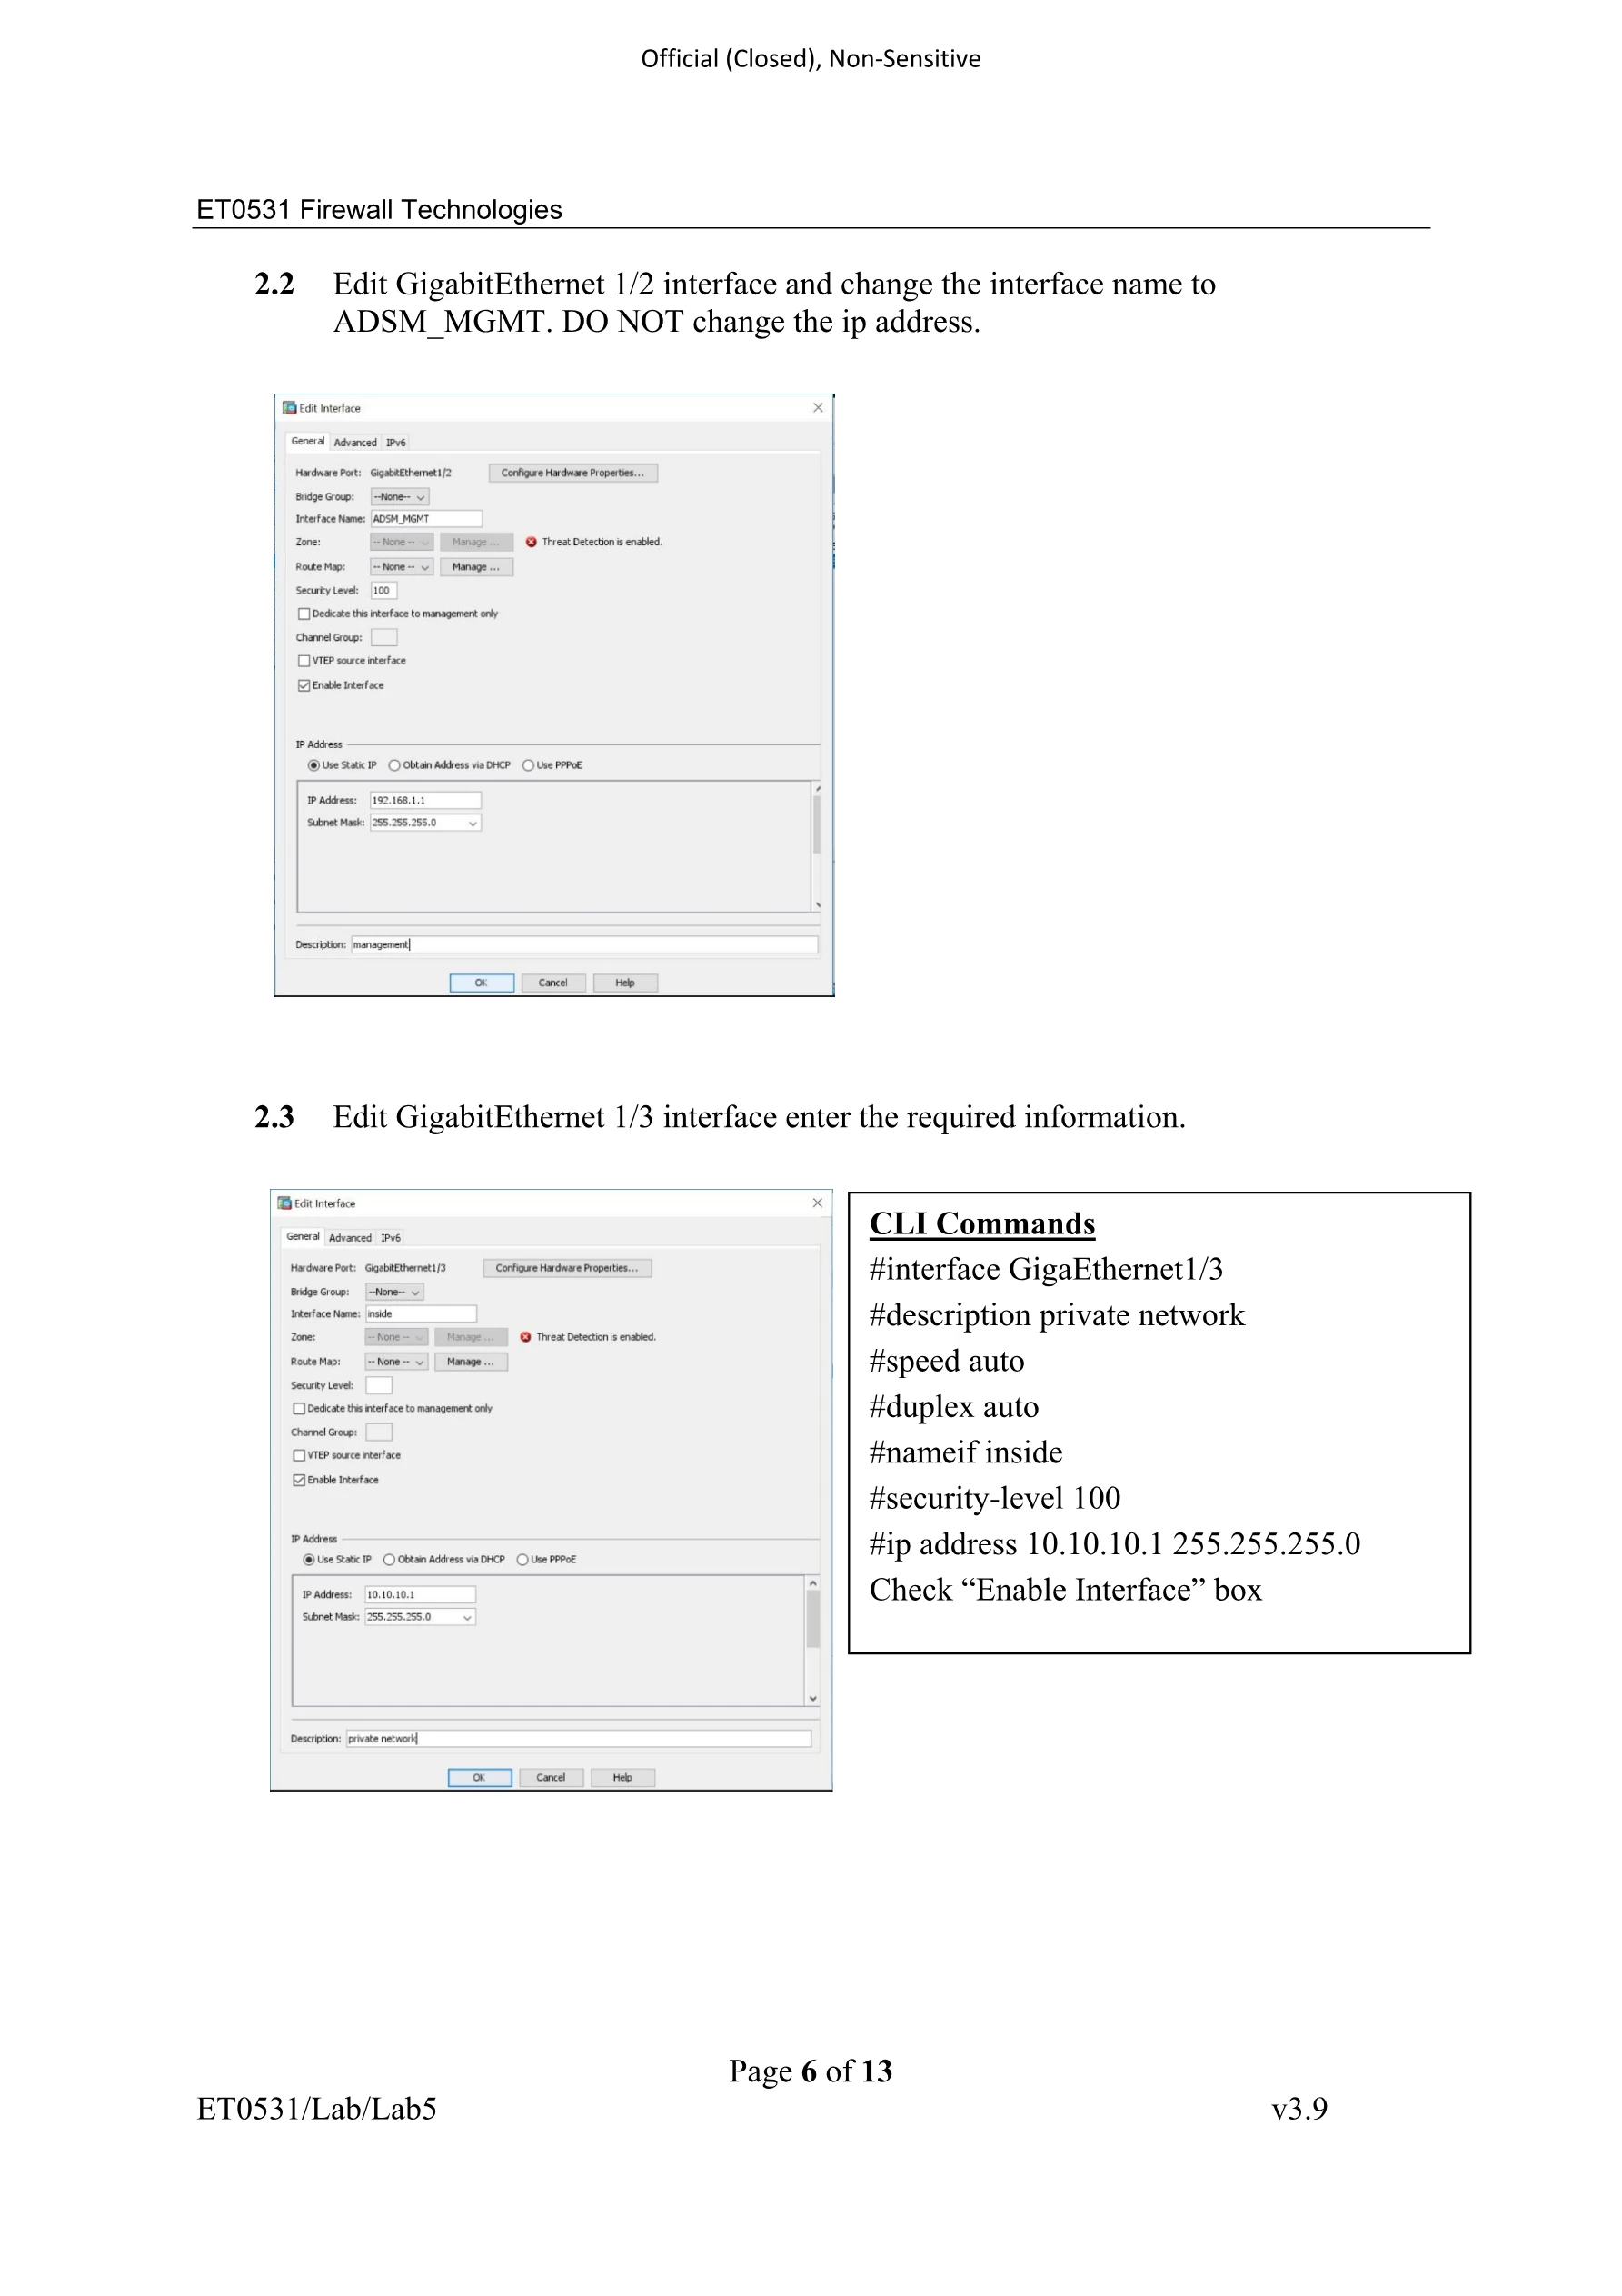 Official (Closed), Non-Sensitive
ET0531 Firewall Technologies
2.2 Edit GigabitEthernet 1/2 interface and change the interface name to
ADSM_MGMT. DO NOT change the ip address.
Edit Interface
General Advanced IPv6
Hardware Port: GigabitEthernet1/2 Configure Hardware Properties...
Bridge Group: --None--
Interface Name: ADSM_MGMT
Zone: -- None -- Manage ... Threat Detection is enabled.
Route Map: -- None -- Manage ...
Security Level: 100
Dedicate this interface to management only
Channel Group:
VTEP source interface
Enable Interface
IP Address
Use Static IP Obtain Address via DHCP Use PPPoE
IP Address: 192.168.1.1
Subnet Mask: 255.255.255.0
Description: management
OK Cancel Help
2.3 Edit GigabitEthernet 1/3 interface enter the required information.
Edit Interface
General Advanced IPv6
Hardware Port: GigabitEthernet1/3 Configure Hardware Properties...
Bridge Group: --None--
Interface Name: inside
Zone: -- None -- Manage ... Threat Detection is enabled.
Route Map: -- None -- Manage ...
Security Level:
Dedicate this interface to management only
Channel Group:
VTEP source interface
Enable Interface
IP Address
Use Static IP Obtain Address via DHCP Use PPPoE
IP Address: 10.10.10.1
Subnet Mask: 255.255.255.0
Description: private network
OK Cancel Help
CLI Commands
#interface GigaEthernet1/3
#description private network
#speed auto
#duplex auto
#nameif inside
#security-level 100
#ip address 10.10.10.1 255.255.255.0
Check “Enable Interface” box
Page 6 of 13
ET0531/Lab/Lab5 v3.9